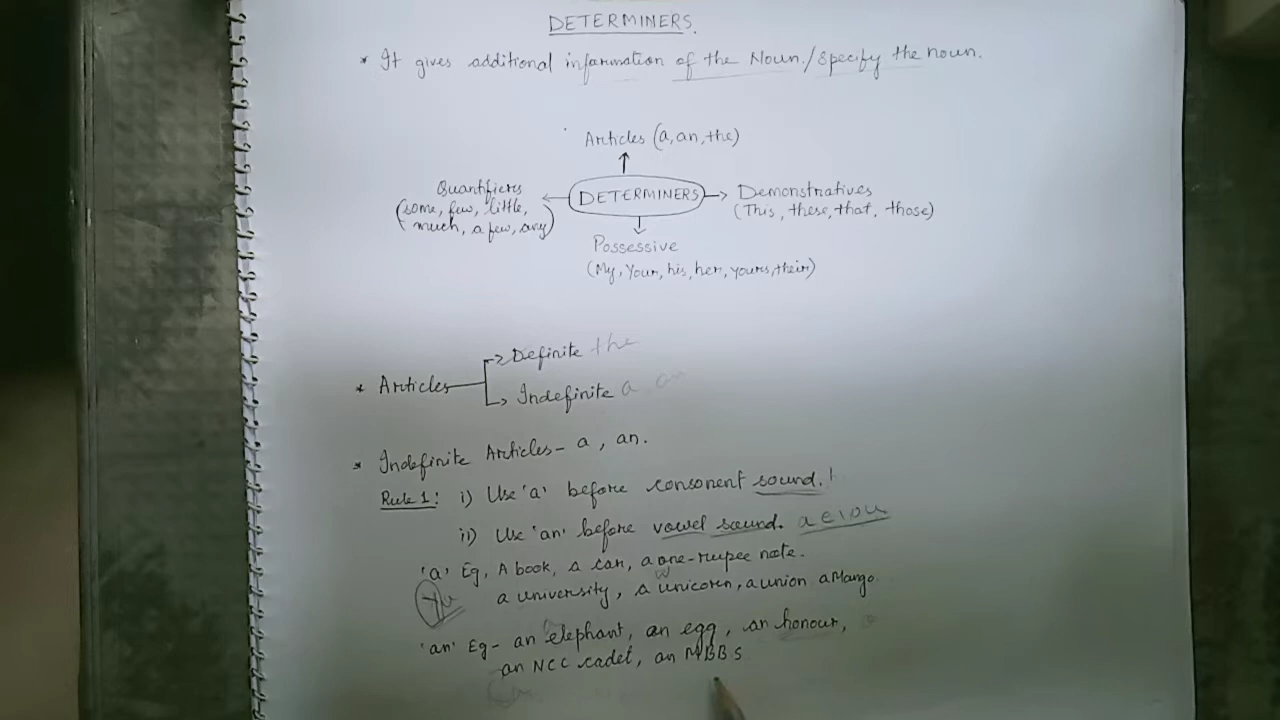 DETERMINERS.
* It gives additional information of the Noun./Specify the noun.
Articles (a, an, the)
Quantifiers
(some, few, little,
much, a few, any)
DETERMINERS
Demonstratives
(This, these, that, those)
Possessive
(My, Your, his, her, yours, their)
Definite the
* Articles
Indefinite a an
* Indefinite Articles - a, an.
Rule 1: i) Use 'a' before consonent sound.
ii) Use 'an' before vowel sound. a e i o u
'a' Eg, A book, a car, a one-rupee note.
w
yu
a university, a unicorn, a union a Mango.
'an' Eg - an elephant, an egg, an honour,
an NCC cadet, an MBBS